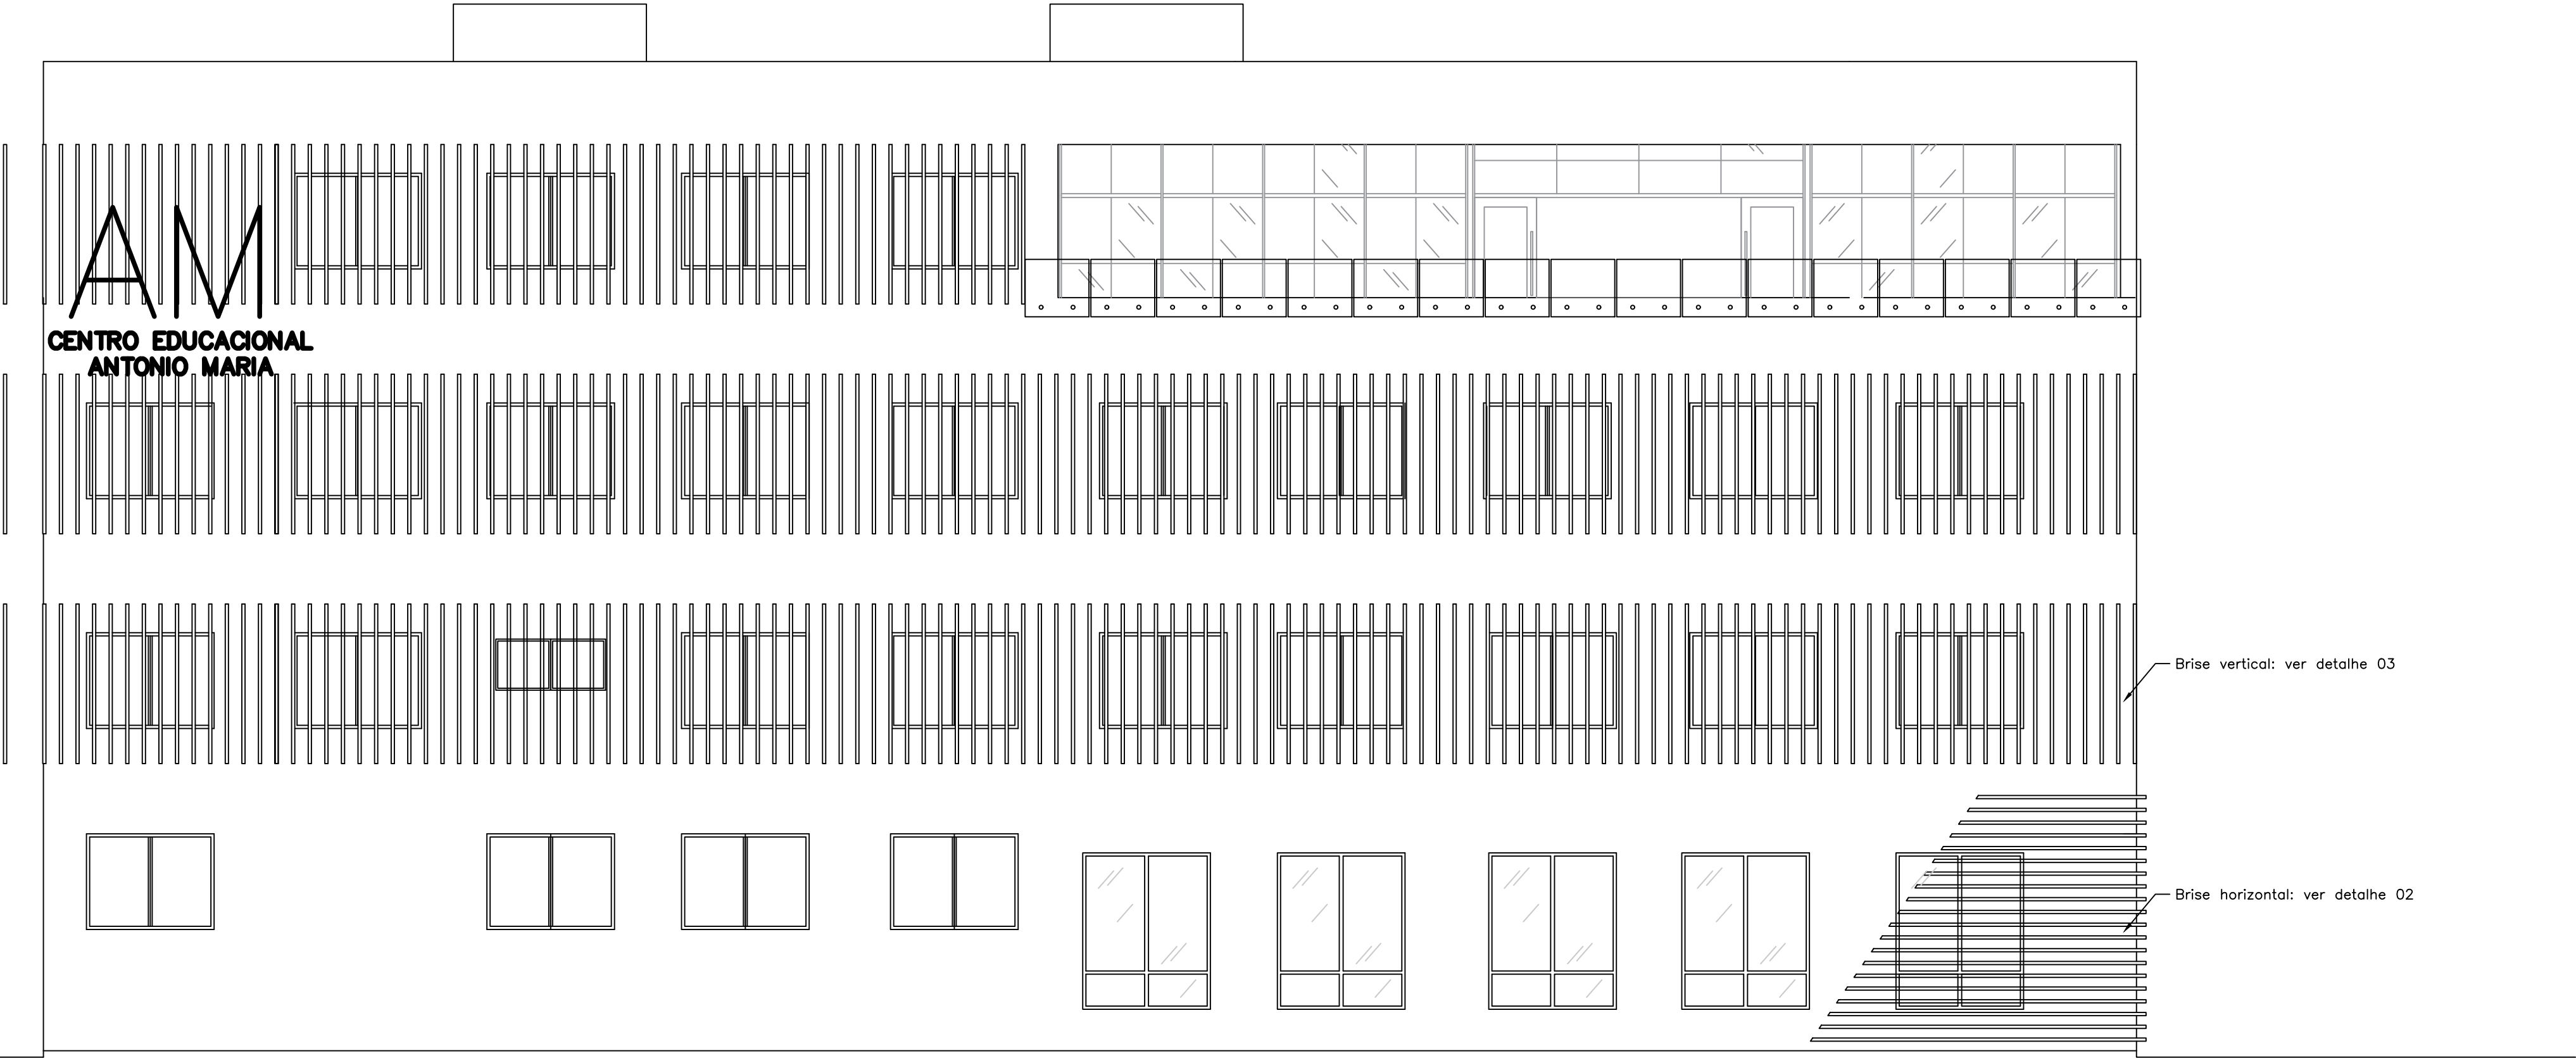 AM
CENTRO EDUCACIONAL
ANTONIO MARIA
Brise vertical: ver detalhe 03
Brise horizontal: ver detalhe 02